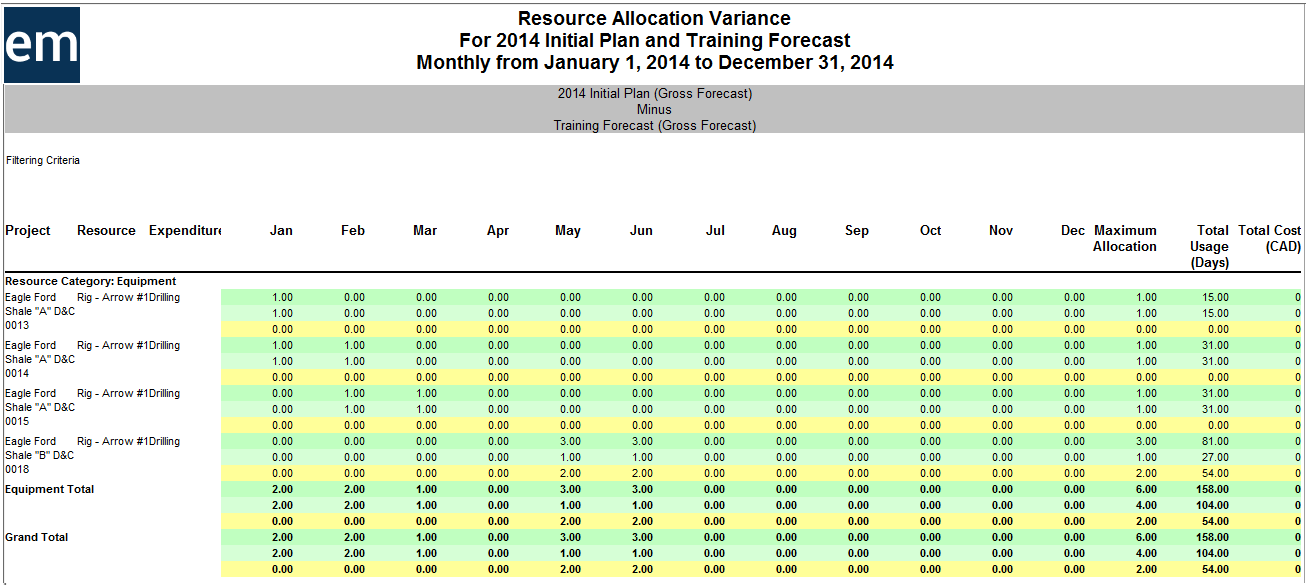 em
Resource Allocation Variance
For 2014 Initial Plan and Training Forecast
Monthly from January 1, 2014 to December 31, 2014
2014 Initial Plan (Gross Forecast)
Minus
Training Forecast (Gross Forecast)
Filtering Criteria
Project Resource Expenditure Jan Feb Mar Apr May Jun Jul Aug Sep Oct Nov Dec Maximum Total Total Cost
Allocation Usage (CAD)
(Days)
Resource Category: Equipment
Eagle Ford Rig - Arrow #1Drilling 1.00 0.00 0.00 0.00 0.00 0.00 0.00 0.00 0.00 0.00 0.00 0.00 1.00 15.00 0
Shale "A" D&C 1.00 0.00 0.00 0.00 0.00 0.00 0.00 0.00 0.00 0.00 0.00 0.00 1.00 15.00 0
0013 0.00 0.00 0.00 0.00 0.00 0.00 0.00 0.00 0.00 0.00 0.00 0.00 0.00 0.00 0
Eagle Ford Rig - Arrow #1Drilling 1.00 1.00 0.00 0.00 0.00 0.00 0.00 0.00 0.00 0.00 0.00 0.00 1.00 31.00 0
Shale "A" D&C 1.00 1.00 0.00 0.00 0.00 0.00 0.00 0.00 0.00 0.00 0.00 0.00 1.00 31.00 0
0014 0.00 0.00 0.00 0.00 0.00 0.00 0.00 0.00 0.00 0.00 0.00 0.00 0.00 0.00 0
Eagle Ford Rig - Arrow #1Drilling 0.00 1.00 1.00 0.00 0.00 0.00 0.00 0.00 0.00 0.00 0.00 0.00 1.00 31.00 0
Shale "A" D&C 0.00 1.00 1.00 0.00 0.00 0.00 0.00 0.00 0.00 0.00 0.00 0.00 1.00 31.00 0
0015 0.00 0.00 0.00 0.00 0.00 0.00 0.00 0.00 0.00 0.00 0.00 0.00 0.00 0.00 0
Eagle Ford Rig - Arrow #1Drilling 0.00 0.00 0.00 0.00 3.00 3.00 0.00 0.00 0.00 0.00 0.00 0.00 3.00 81.00 0
Shale "B" D&C 0.00 0.00 0.00 0.00 1.00 1.00 0.00 0.00 0.00 0.00 0.00 0.00 1.00 27.00 0
0018 0.00 0.00 0.00 0.00 2.00 2.00 0.00 0.00 0.00 0.00 0.00 0.00 2.00 54.00 0
Equipment Total 2.00 2.00 1.00 0.00 3.00 3.00 0.00 0.00 0.00 0.00 0.00 0.00 6.00 158.00 0
2.00 2.00 1.00 0.00 1.00 1.00 0.00 0.00 0.00 0.00 0.00 0.00 4.00 104.00 0
0.00 0.00 0.00 0.00 2.00 2.00 0.00 0.00 0.00 0.00 0.00 0.00 2.00 54.00 0
Grand Total 2.00 2.00 1.00 0.00 3.00 3.00 0.00 0.00 0.00 0.00 0.00 0.00 6.00 158.00 0
2.00 2.00 1.00 0.00 1.00 1.00 0.00 0.00 0.00 0.00 0.00 0.00 4.00 104.00 0
0.00 0.00 0.00 0.00 2.00 2.00 0.00 0.00 0.00 0.00 0.00 0.00 2.00 54.00 0